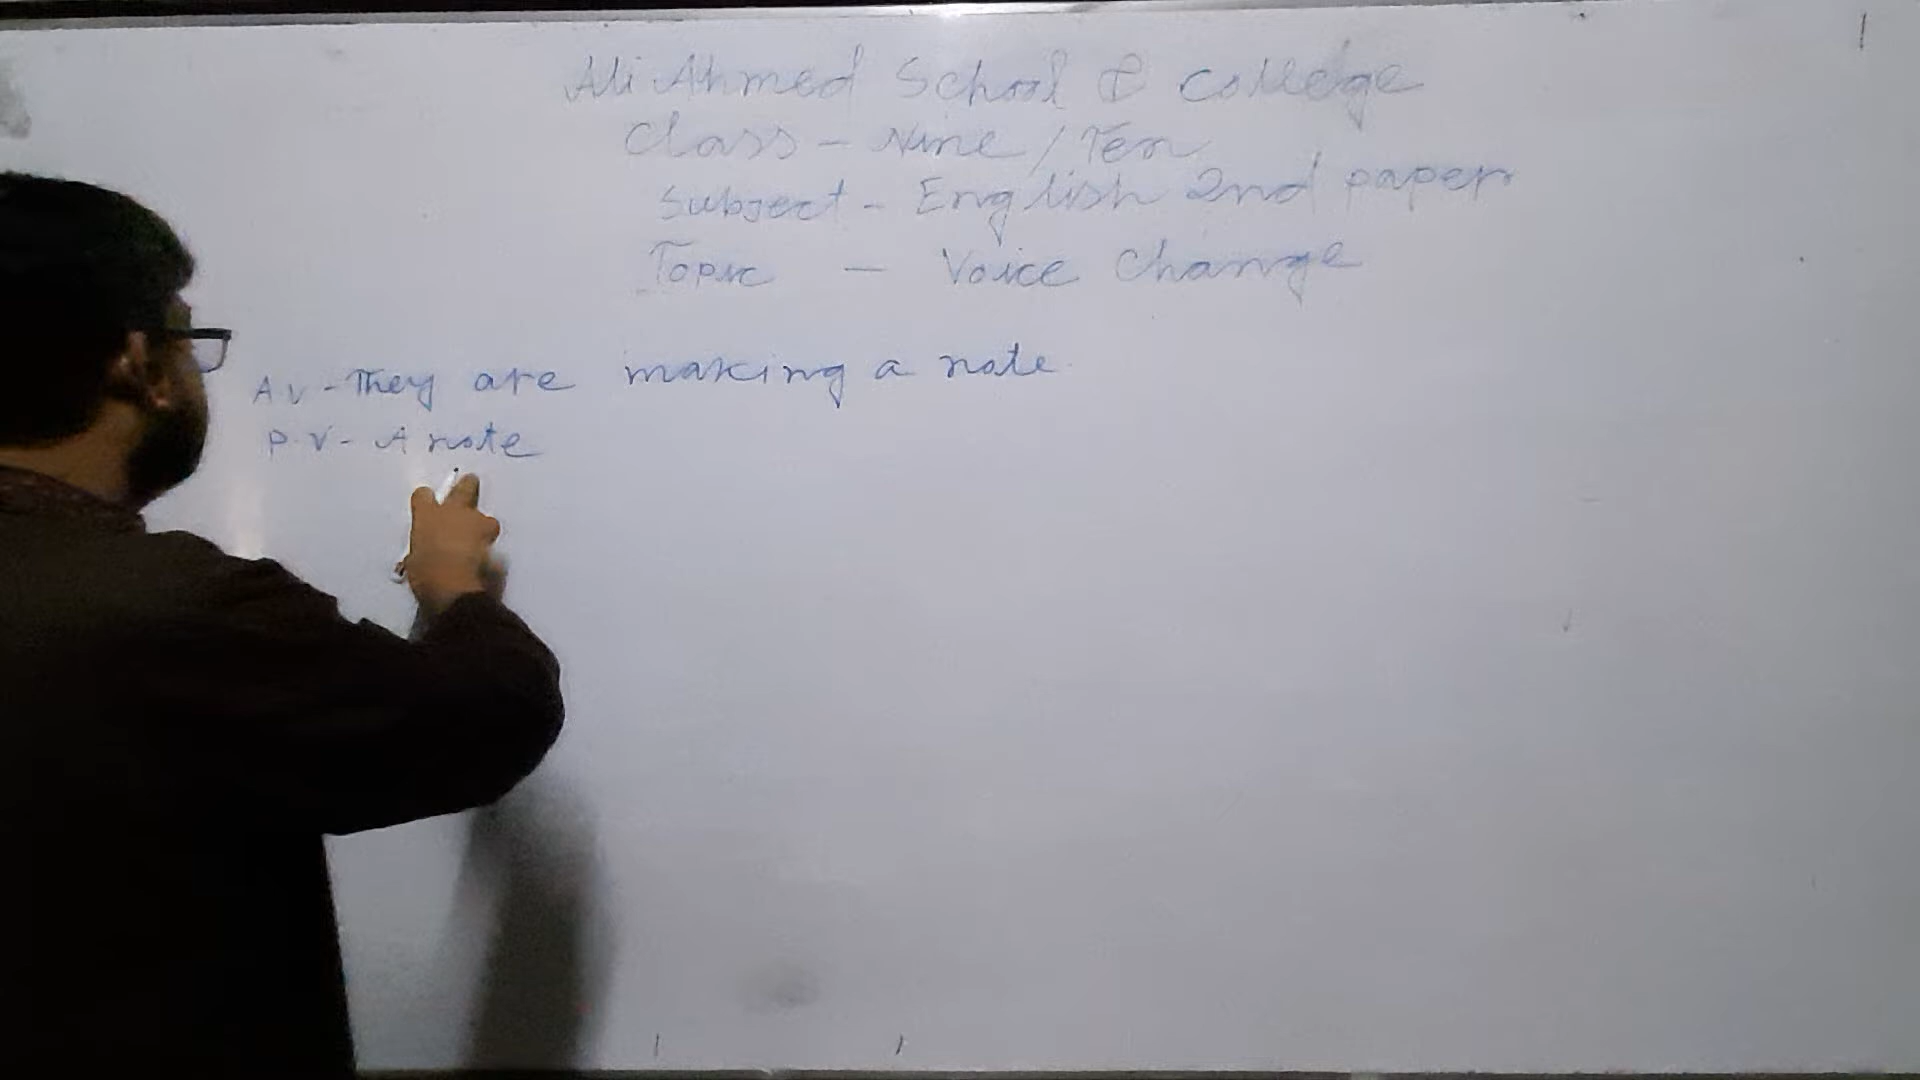 Ali Ahmed School & College
Class - Nine / Ten
Subject - English 2nd paper
Topic - Voice Change
A.V - They are making a note.
P.V - A note